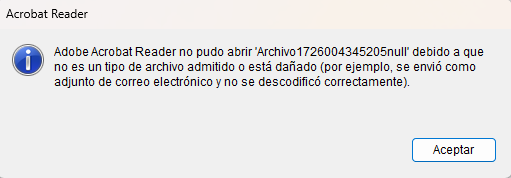 Acrobat Reader
Adobe Acrobat Reader no pudo abrir 'Archivo1726004345205null' debido a que
no es un tipo de archivo admitido o está dañado (por ejemplo, se envió como
adjunto de correo electrónico y no se descodificó correctamente).
Aceptar